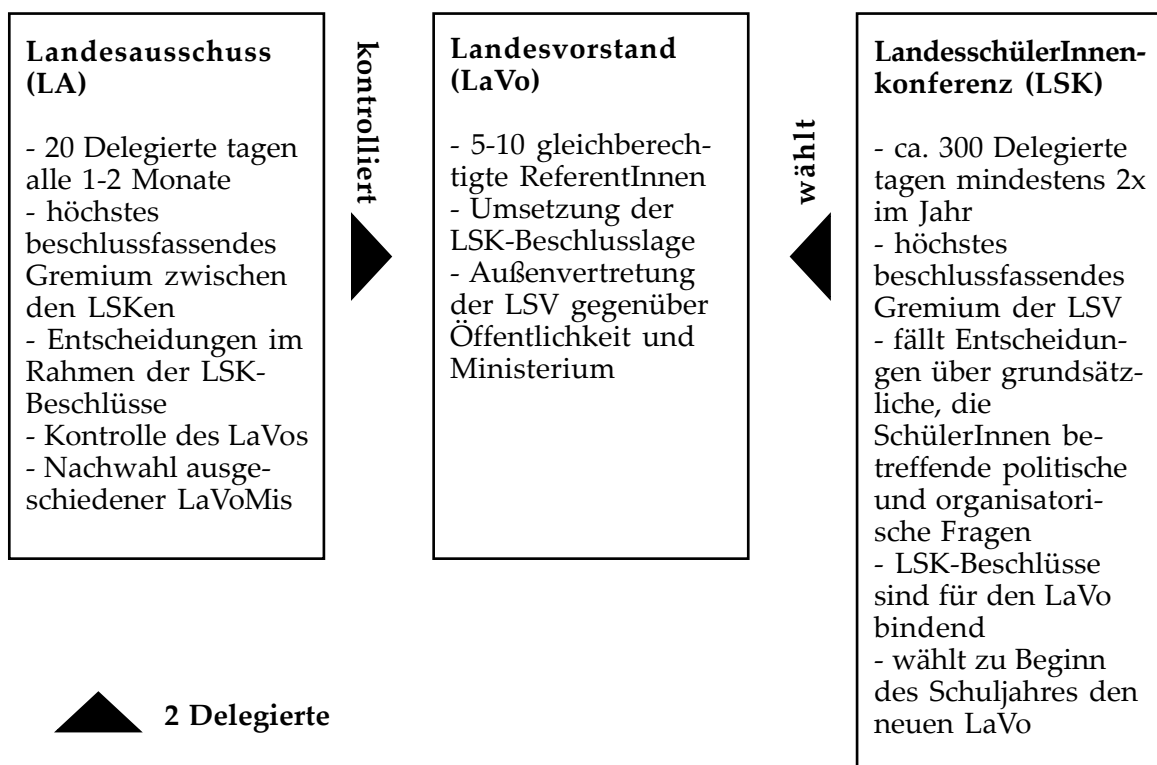 Landesausschuss
(LA)
- 20 Delegierte tagen
alle 1-2 Monate
- höchstes
beschlussfassendes
Gremium zwischen
den LSKen
- Entscheidungen im
Rahmen der LSK-
Beschlüsse
- Kontrolle des LaVos
- Nachwahl ausge-
schiedener LaVoMis
kontrolliert
Landesvorstand
(LaVo)
- 5-10 gleichberech-
tigte ReferentInnen
- Umsetzung der
LSK-Beschlusslage
- Außenvertretung
der LSV gegenüber
Öffentlichkeit und
Ministerium
wählt
LandesschülerInnen-
konferenz (LSK)
- ca. 300 Delegierte
tagen mindestens 2x
im Jahr
- höchstes
beschlussfassendes
Gremium der LSV
- fällt Entscheidun-
gen über grundsätz-
liche, die
SchülerInnen be-
treffende politische
und organisatori-
sche Fragen
- LSK-Beschlüsse
sind für den LaVo
bindend
- wählt zu Beginn
des Schuljahres den
neuen LaVo
2 Delegierte